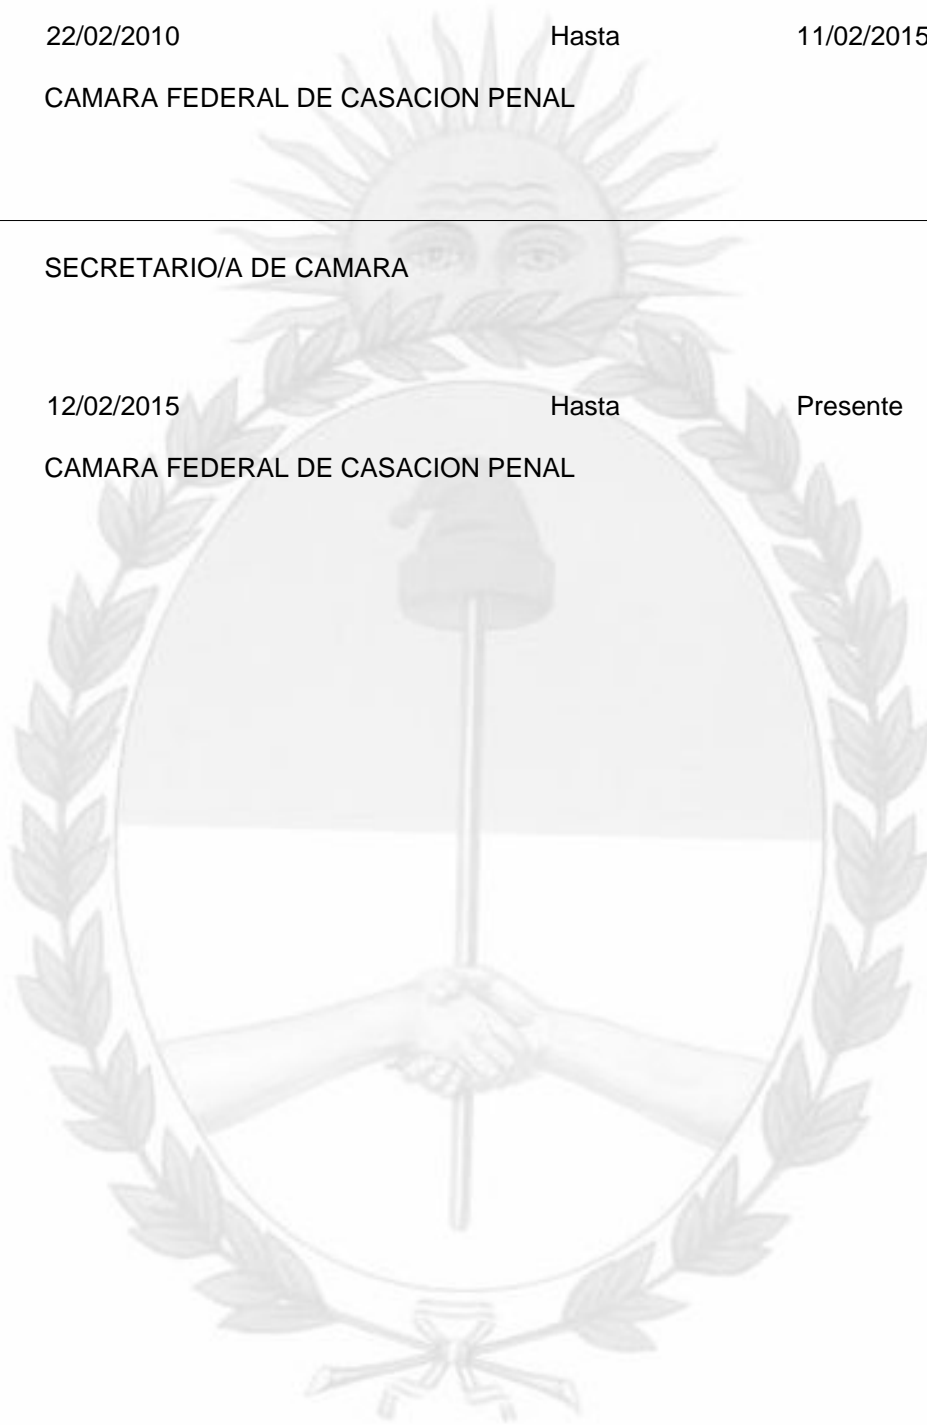 22/02/2010 Hasta 11/02/2015
CAMARA FEDERAL DE CASACION PENAL
SECRETARIO/A DE CAMARA
12/02/2015 Hasta Presente
CAMARA FEDERAL DE CASACION PENAL